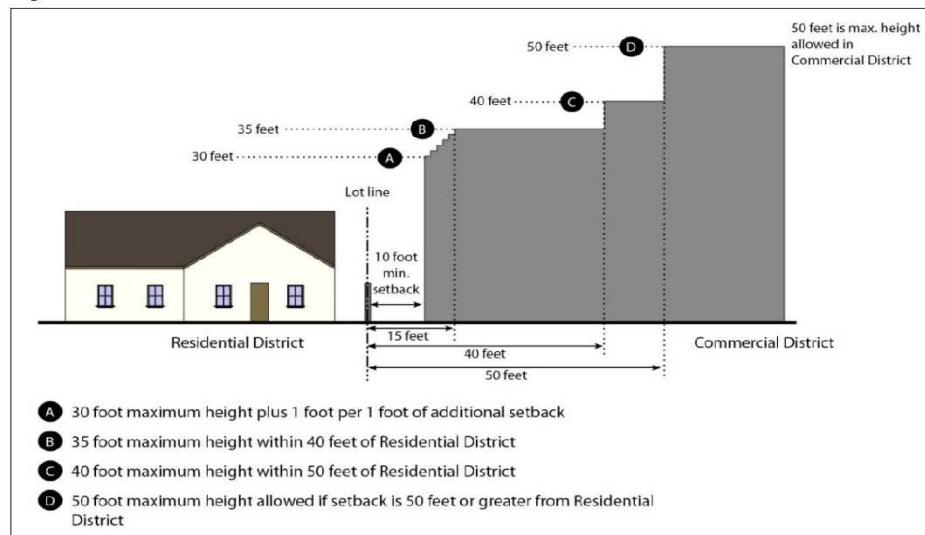 50 feet
D
50 feet is max. height
allowed in
Commercial District
40 feet
C
35 feet
B
30 feet
A
Lot line
10 foot
min.
setback
Residential District
15 feet
Commercial District
40 feet
50 feet
A 30 foot maximum height plus 1 foot per 1 foot of additional setback
B 35 foot maximum height within 40 feet of Residential District
C 40 foot maximum height within 50 feet of Residential District
D 50 foot maximum height allowed if setback is 50 feet or greater from Residential
District